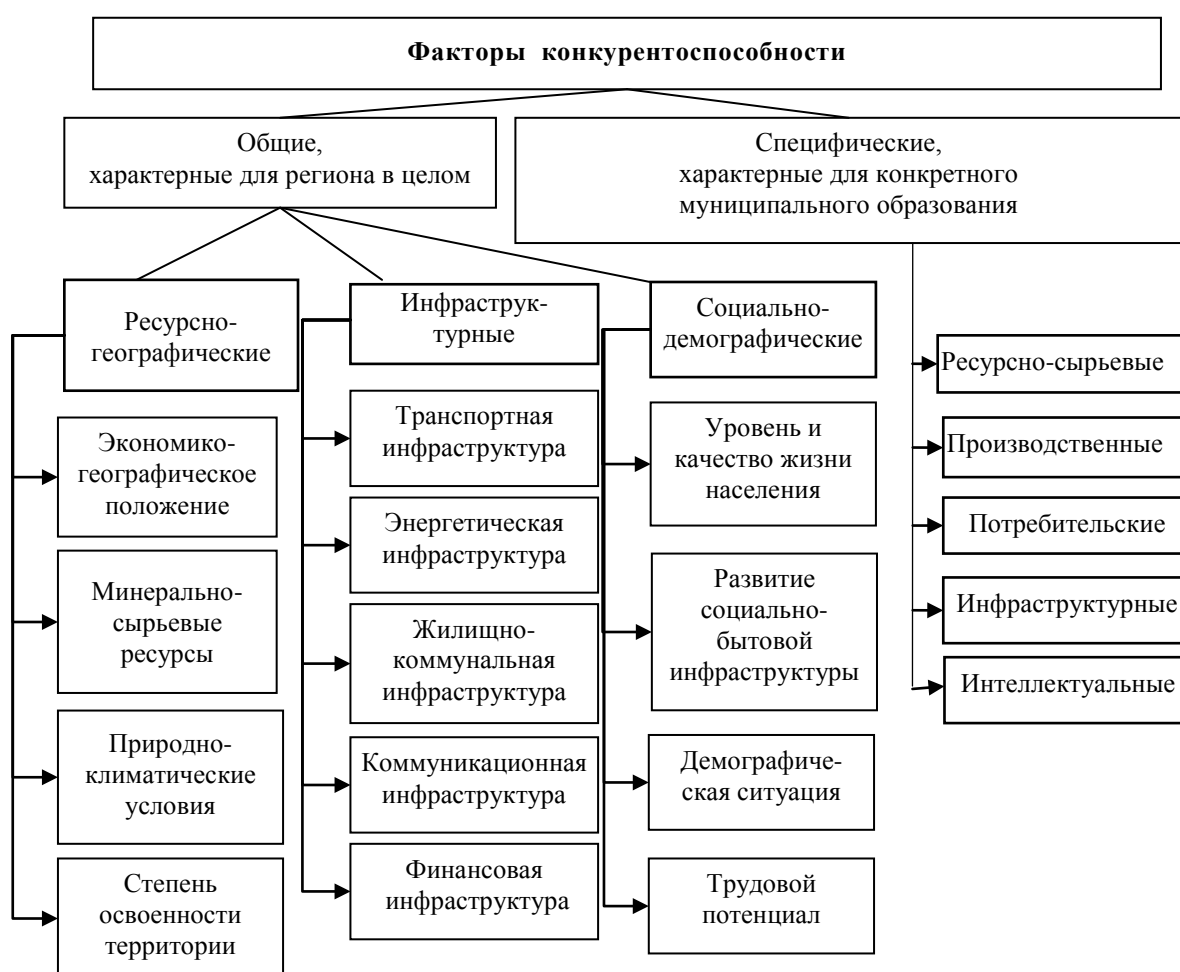 Факторы конкурентоспособности
Общие,
характерные для региона в целом
Специфические,
характерные для конкретного
муниципального образования
Ресурсно-
географические
Экономико-
географическое
положение
Минерально-
сырьевые
ресурсы
Природно-
климатические
условия
Степень
освоенности
территории
Инфраструк-
турные
Транспортная
инфраструктура
Энергетическая
инфраструктура
Жилищно-
коммунальная
инфраструктура
Коммуникационная
инфраструктура
Финансовая
инфраструктура
Социально-
демографические
Уровень и
качество жизни
населения
Развитие
социально-
бытовой
инфраструктуры
Демографиче-
ская ситуация
Трудовой
потенциал
Ресурсно-сырьевые
Производственные
Потребительские
Инфраструктурные
Интеллектуальные